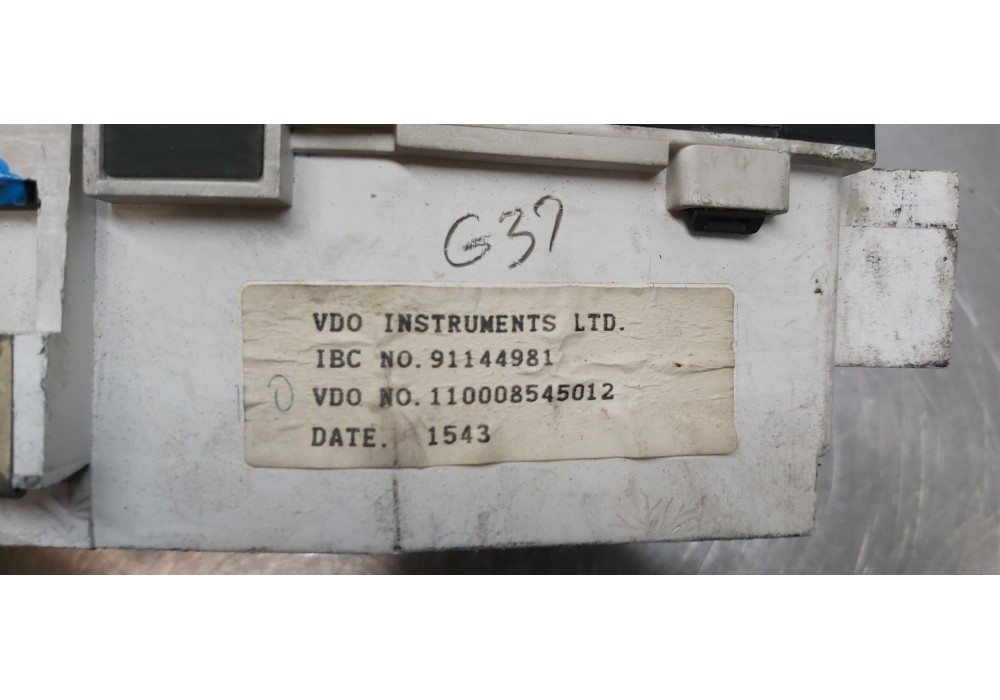 G37
VDO INSTRUMENTS LTD.
IBC NO. 91144981
VDO NO. 110008545012
DATE. 1543